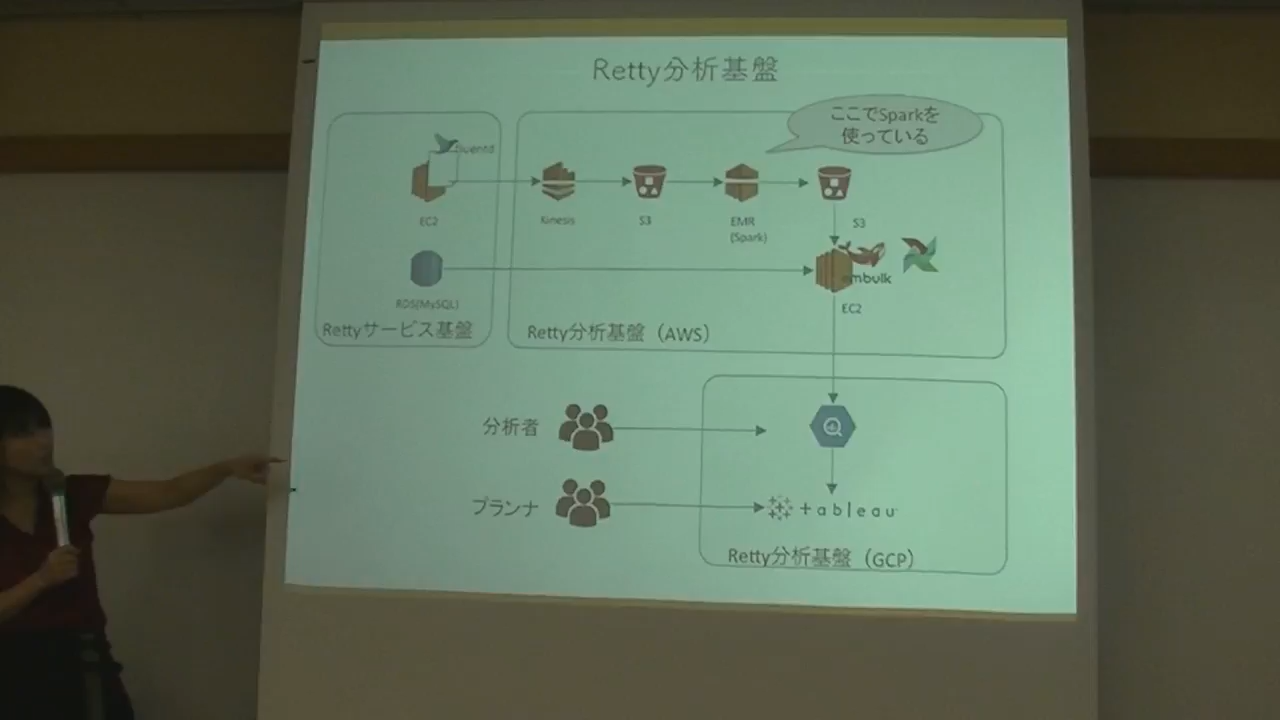 Retty分析基盤
ここでSparkを
使っている
EC2
Kinesis
S3
EMR
(Spark)
S3
RDS(MySQL)
embulk
EC2
Rettyサービス基盤
Retty分析基盤（AWS）
分析者
プランナ
+ableau
Retty分析基盤（GCP）